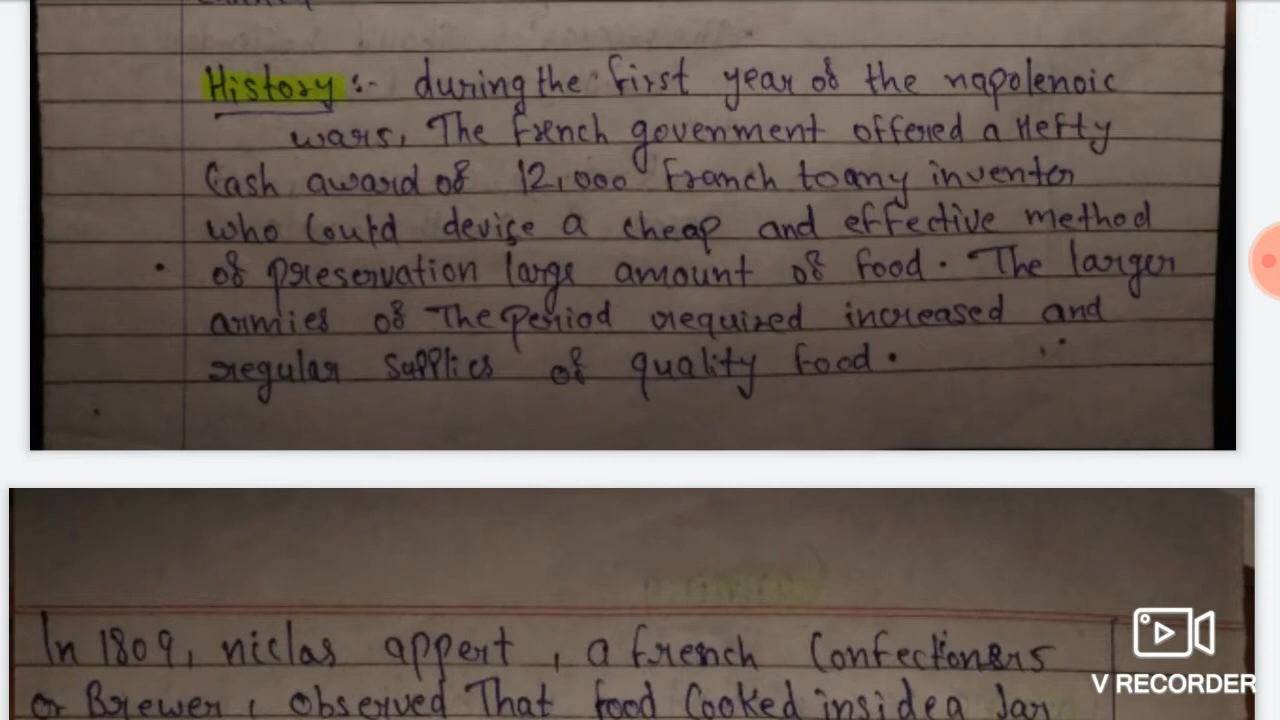 History :- during the first year of the napolenoic
wars, The french govenment offered a Hefty
Cash award of 12,000 Franch to any inventor
who Could devise a cheap and effective method
of preservation large amount of food. The larger
armies of The period required increased and
regular supplies of quality food.
In 1809, niclas appert, a french Confectioners
or Brewer, observed That food Cooked inside a Jar
V RECORDER